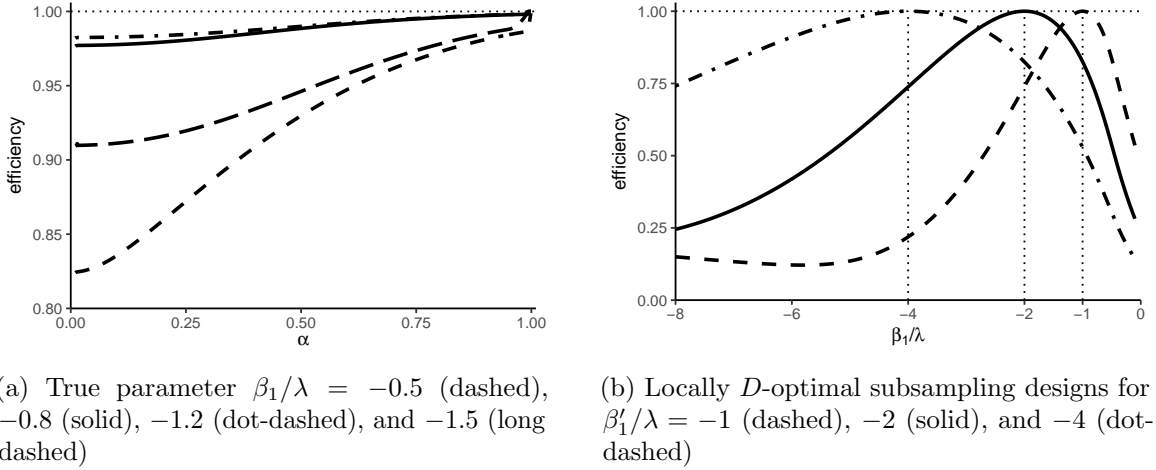 1.00
0.95
0.90
0.85
0.80
efficiency
0.00 0.25 0.50 0.75 1.00
α
1.00
0.75
0.50
0.25
0.00
efficiency
−8 −6 −4 −2 −1 0
β₁/λ
(a) True parameter β₁/λ = −0.5 (dashed),
−0.8 (solid), −1.2 (dot-dashed), and −1.5 (long
dashed)
(b) Locally D-optimal subsampling designs for
β′₁/λ = −1 (dashed), −2 (solid), and −4 (dot-
dashed)